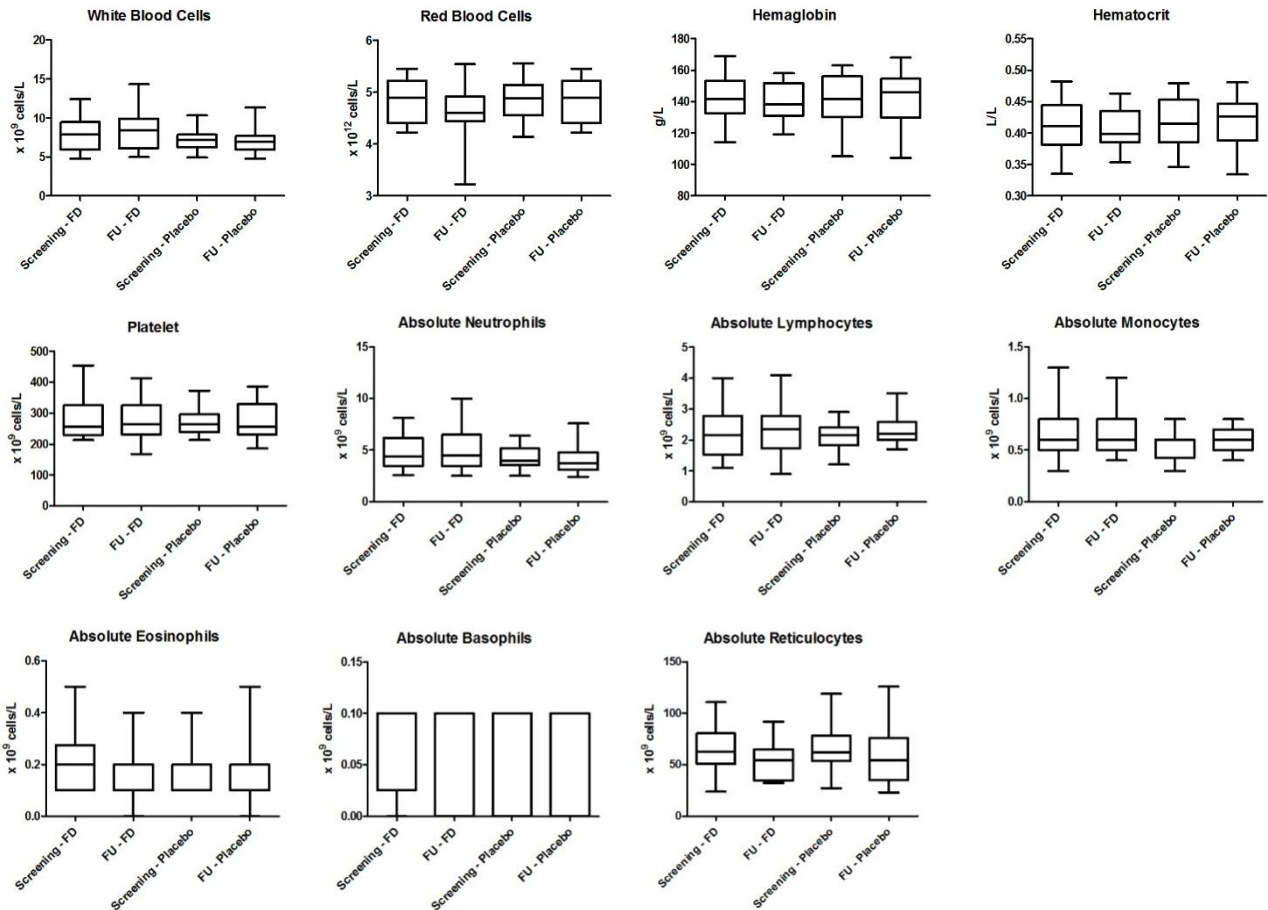 White Blood Cells
x 10⁹ cells/L
20
15
10
5
0
Screening - FD
FU - FD
Screening - Placebo
FU - Placebo
Red Blood Cells
x 10¹² cells/L
6
5
4
3
Screening - FD
FU - FD
Screening - Placebo
FU - Placebo
Hemaglobin
g/L
180
160
140
120
100
80
Screening - FD
FU - FD
Screening - Placebo
FU - Placebo
Hematocrit
L/L
0.55
0.50
0.45
0.40
0.35
0.30
Screening - FD
FU - FD
Screening - Placebo
FU - Placebo
Platelet
x 10⁹ cells/L
500
400
300
200
100
0
Screening - FD
FU - FD
Screening - Placebo
FU - Placebo
Absolute Neutrophils
x 10⁹ cells/L
15
10
5
0
Screening - FD
FU - FD
Screening - Placebo
FU - Placebo
Absolute Lymphocytes
x 10⁹ cells/L
5
4
3
2
1
0
Screening - FD
FU - FD
Screening - Placebo
FU - Placebo
Absolute Monocytes
x 10⁹ cells/L
1.5
1.0
0.5
0.0
Screening - FD
FU - FD
Screening - Placebo
FU - Placebo
Absolute Eosinophils
x 10⁹ cells/L
0.6
0.4
0.2
0.0
Screening - FD
FU - FD
Screening - Placebo
FU - Placebo
Absolute Basophils
x 10⁹ cells/L
0.15
0.10
0.05
0.00
Screening - FD
FU - FD
Screening - Placebo
FU - Placebo
Absolute Reticulocytes
x 10⁹ cells/L
150
100
50
0
Screening - FD
FU - FD
Screening - Placebo
FU - Placebo